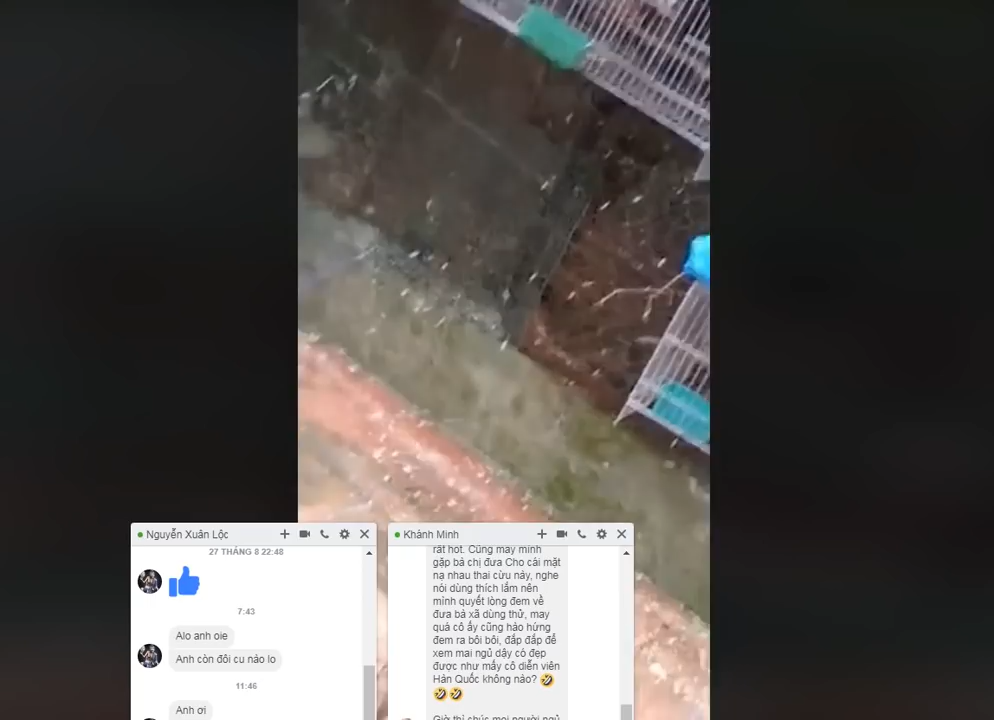 Nguyễn Xuân Lộc
27 THÁNG 8 22:48
7:43
Alo anh oie
Anh còn đôi cu náo lo
11:46
Anh ơi
Khánh Minh
rất hot. Cũng may mình
gặp bà chị đưa Cho cái mặt
nạ nhau thai cừu này, nghe
nói dùng thích lắm nên
mình quyết lòng đem về
đưa bà xã dùng thử, may
quá cô ấy cũng hào hứng
đem ra bôi bôi, đắp đắp để
xem mai ngủ dậy có đẹp
được như mấy cô diễn viên
Hàn Quốc không nào?
Giờ thì chúc mọi người ngủ